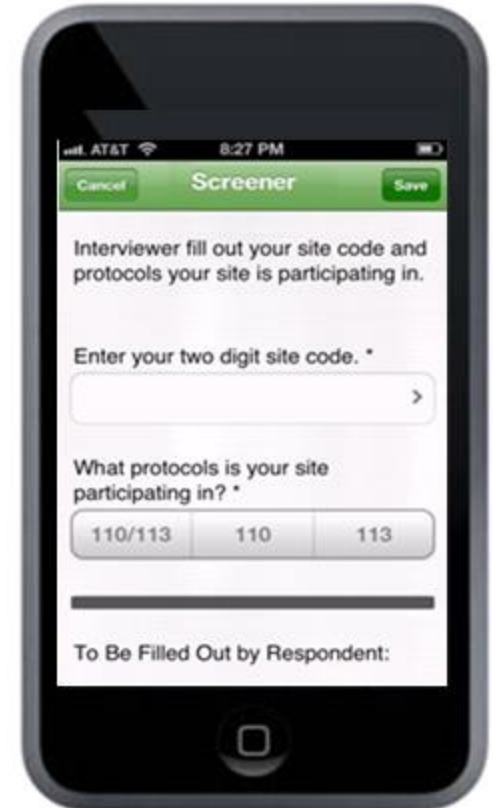 AT&T 8:27 PM
Cancel Screener Save
Interviewer fill out your site code and
protocols your site is participating in.
Enter your two digit site code. *
What protocols is your site
participating in? *
110/113 110 113
To Be Filled Out by Respondent: